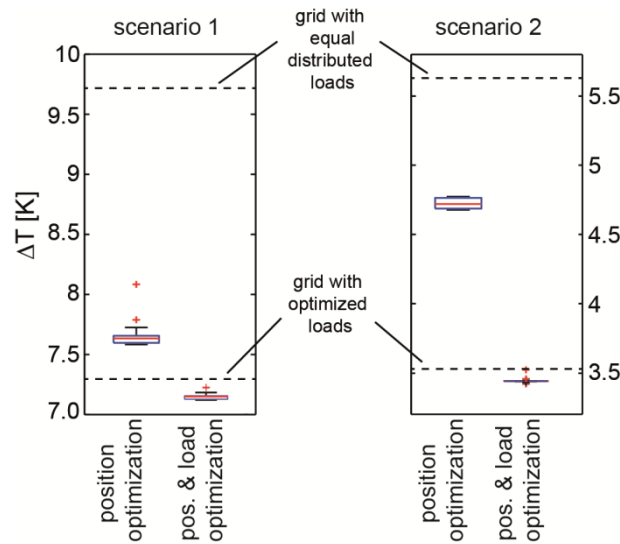 scenario 1
grid with
equal
distributed
loads
scenario 2
ΔT [K]
10
9.5
9
8.5
8
7.5
7.0
5.5
5
4.5
4
3.5
grid with
optimized
loads
position
optimization
pos. & load
optimization
position
optimization
pos. & load
optimization